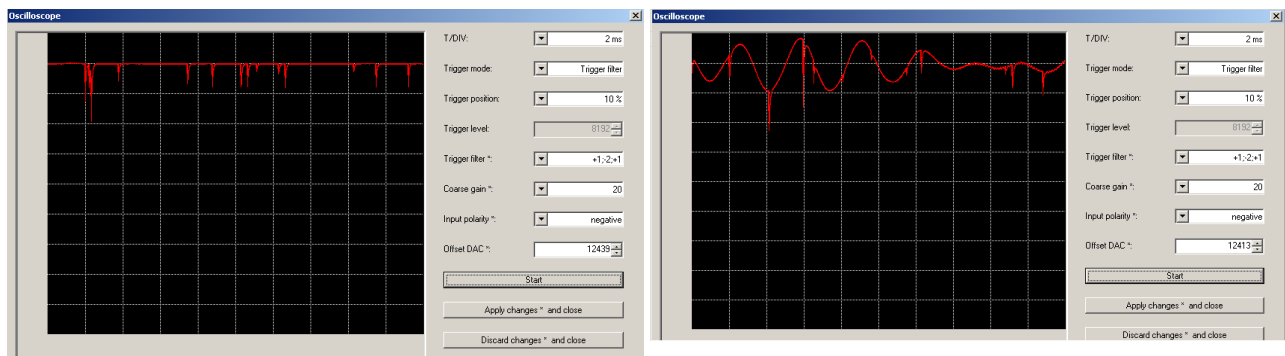 Oscilloscope
T/DIV: 2 ms
Trigger mode: Trigger filter
Trigger position: 10 %
Trigger level: 8192
Trigger filter *: +1;-2;+1
Coarse gain *: 20
Input polarity *: negative
Offset DAC *: 12439
Start
Apply changes * and close
Discard changes * and close
Oscilloscope
T/DIV: 2 ms
Trigger mode: Trigger filter
Trigger position: 10 %
Trigger level: 8192
Trigger filter *: +1;-2;+1
Coarse gain *: 20
Input polarity *: negative
Offset DAC *: 12413
Start
Apply changes * and close
Discard changes * and close